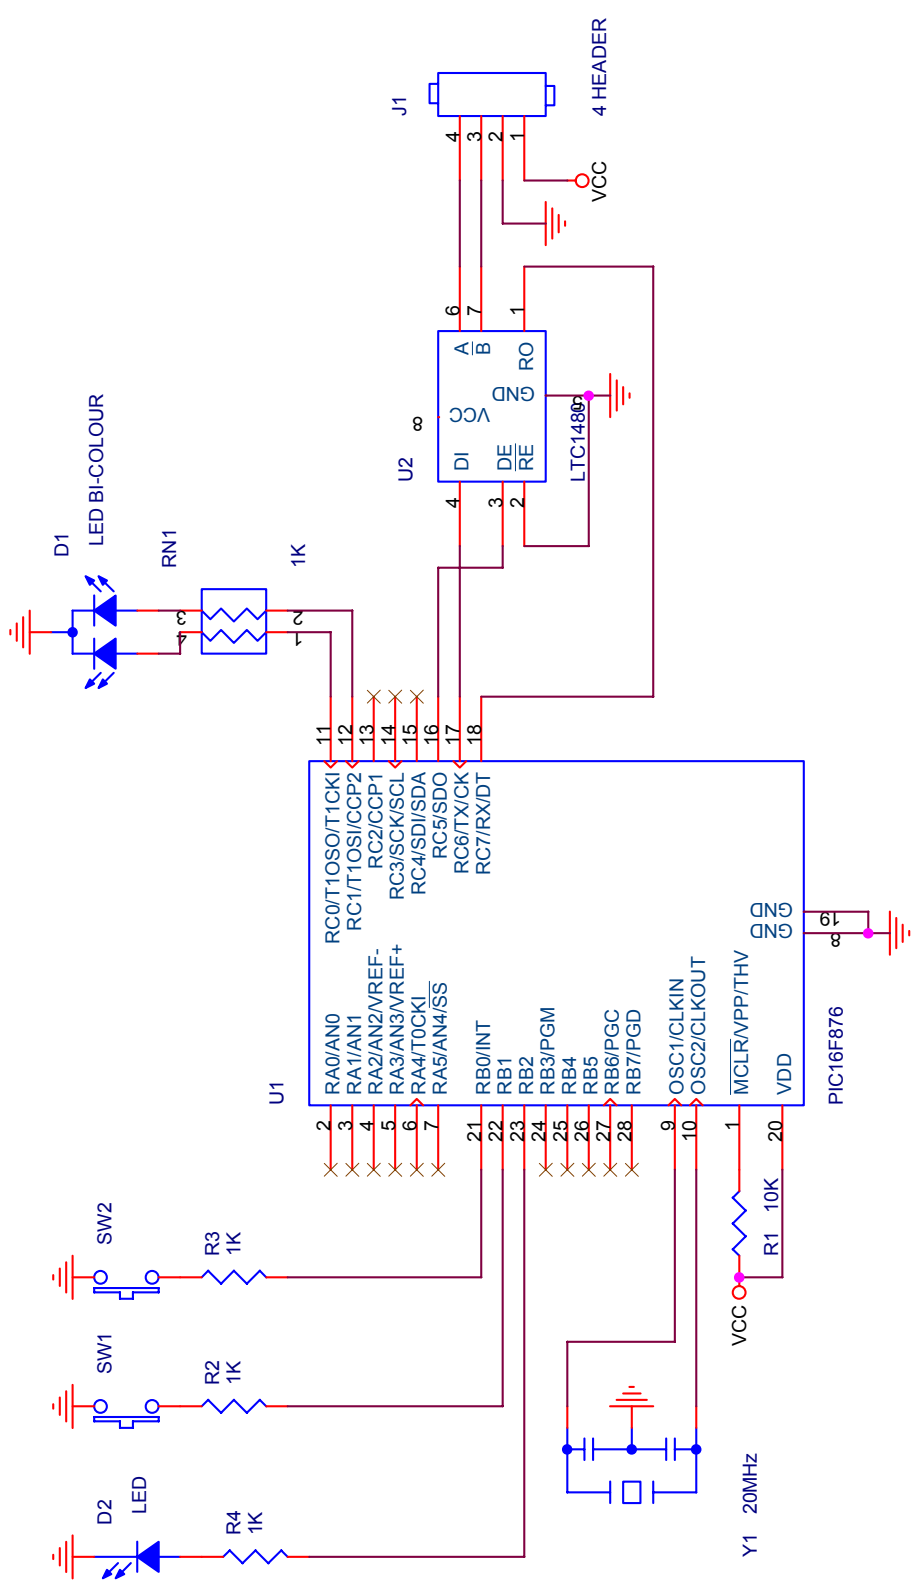 J1
4 HEADER
4
3
2
1
VCC
6
7
1
A
B
RO
GND
VCC
8
5
DI
DE
RE
U2
LTC1480
4
3
2
D1
LED BI-COLOUR
RN1
1K
3
4
2
1
11
12
13
14
15
16
17
18
RC0/T1OSO/T1CKI
RC1/T1OSI/CCP2
RC2/CCP1
RC3/SCK/SCL
RC4/SDI/SDA
RC5/SDO
RC6/TX/CK
RC7/RX/DT
GND
19
GND
8
RA0/AN0
RA1/AN1
RA2/AN2/VREF-
RA3/AN3/VREF+
RA4/T0CKI
RA5/AN4/SS
RB0/INT
RB1
RB2
RB3/PGM
RB4
RB5
RB6/PGC
RB7/PGD
OSC1/CLKIN
OSC2/CLKOUT
MCLR/VPP/THV
VDD
U1
PIC16F876
2
3
4
5
6
7
21
22
23
24
25
26
27
28
9
10
1
20
SW2
R3
1K
R1 10K
VCC
SW1
R2
1K
D2
LED
R4
1K
Y1 20MHz